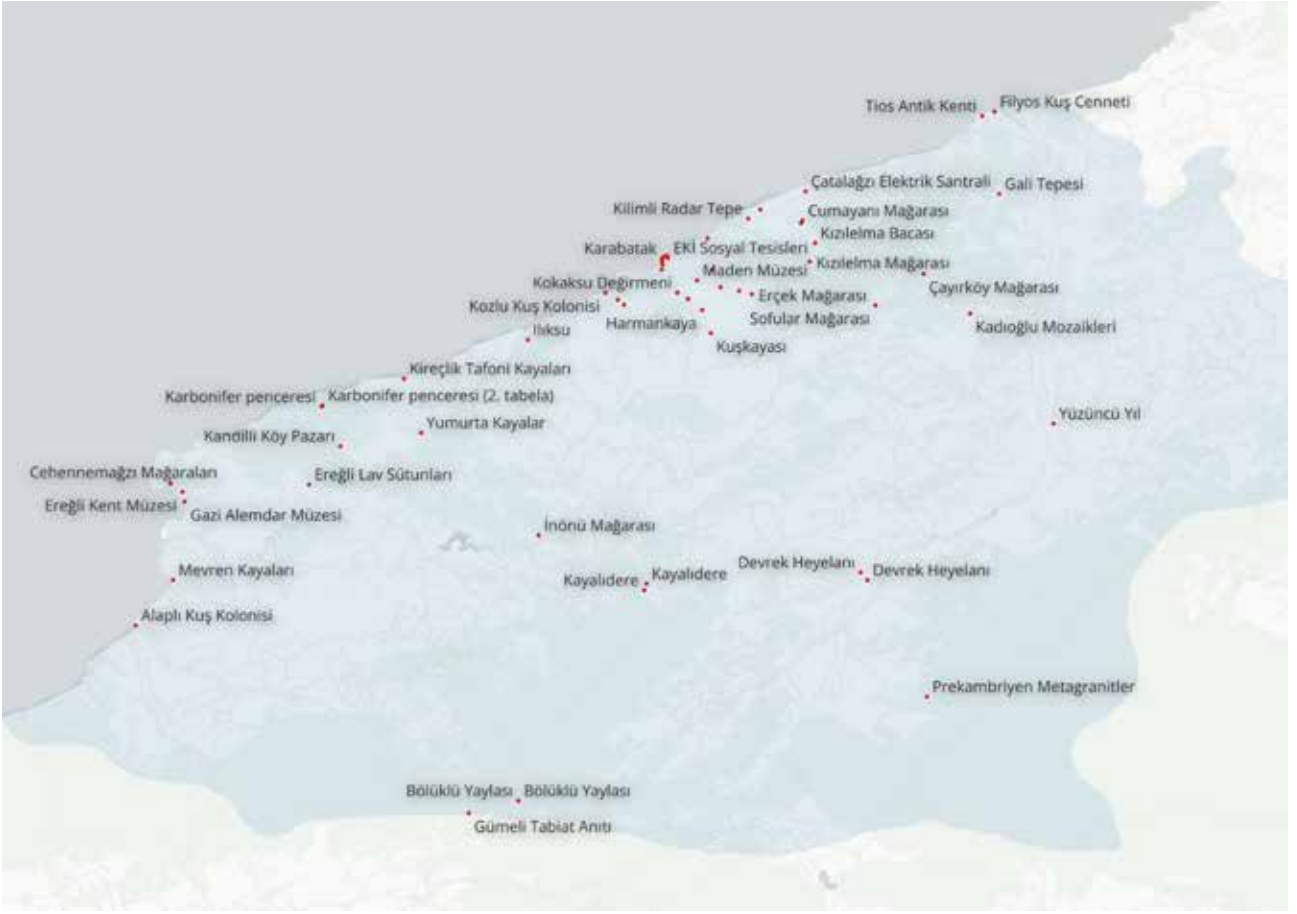 Tios Antik Kenti
Filyos Kuş Cenneti
Çatalağzı Elektrik Santrali
Gali Tepesi
Kilimli Radar Tepe
Cumayanı Mağarası
Kızılelma Bacası
Karabatak
EKİ Sosyal Tesisleri
Maden Müzesi
Kızılelma Mağarası
Kokaksu Değirmeni
Çayırköy Mağarası
Erçek Mağarası
Kozlu Kuş Kolonisi
Harmankaya
Sofular Mağarası
Kadıoğlu Mozaikleri
Ilıksu
Kuşkayası
Kireçlik Tafoni Kayaları
Karbonifer penceresi
Karbonifer penceresi (2. tabela)
Yumurta Kayalar
Yüzüncü Yıl
Kandilli Köy Pazarı
Cehennemağzı Mağaraları
Ereğli Lav Sütunları
Ereğli Kent Müzesi
Gazi Alemdar Müzesi
İnönü Mağarası
Mevren Kayaları
Kayalıdere
Kayalıdere
Devrek Heyelanı
Devrek Heyelanı
Alaplı Kuş Kolonisi
Prekambriyen Metagranitler
Bölüklü Yaylası
Bölüklü Yaylası
Gümeli Tabiat Anıtı